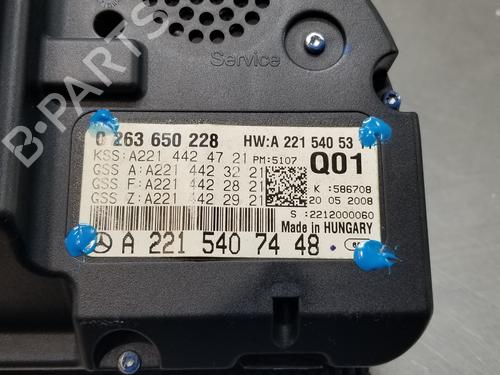 Service
B-PARTS
0 263 650 228 HW:A 221 540 53
KSS:A221 442 47 21 PM:5107 Q01
GSS A:A221 442 32 21
GSS F:A221 442 28 21 K :586708
GSS Z:A221 442 29 21 20 05 2008
S :2212000060
Made in HUNGARY
A 221 540 74 48